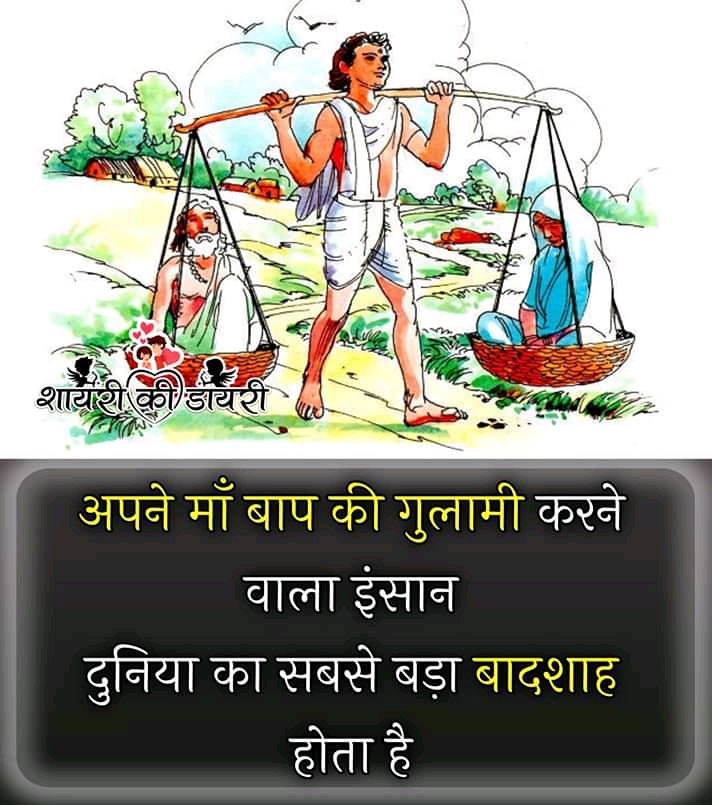 शायरी की डायरी
अपने माँ बाप की गुलामी करने
वाला इंसान
दुनिया का सबसे बड़ा बादशाह
होता है